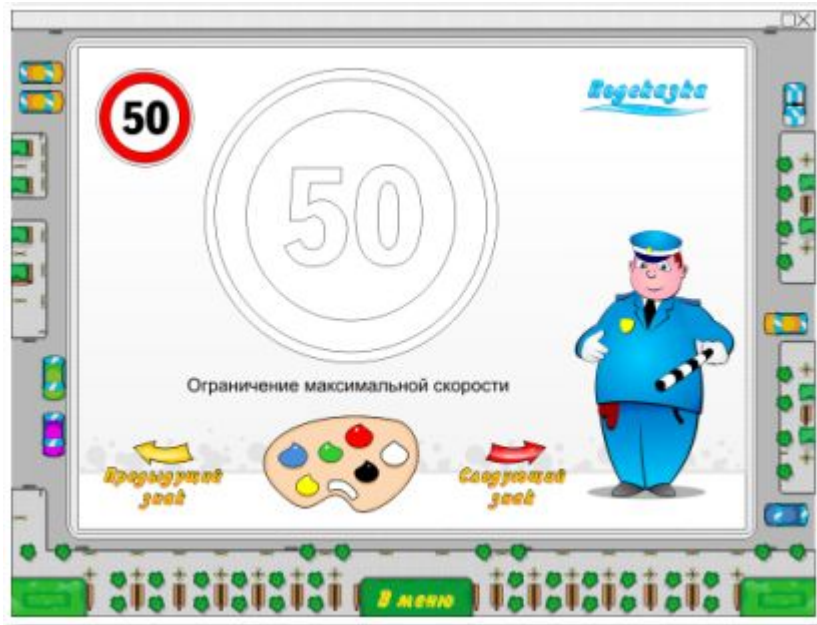 50
Подсказка
50
Ограничение максимальной скорости
Предыдущий
знак
Следующий
знак
В меню